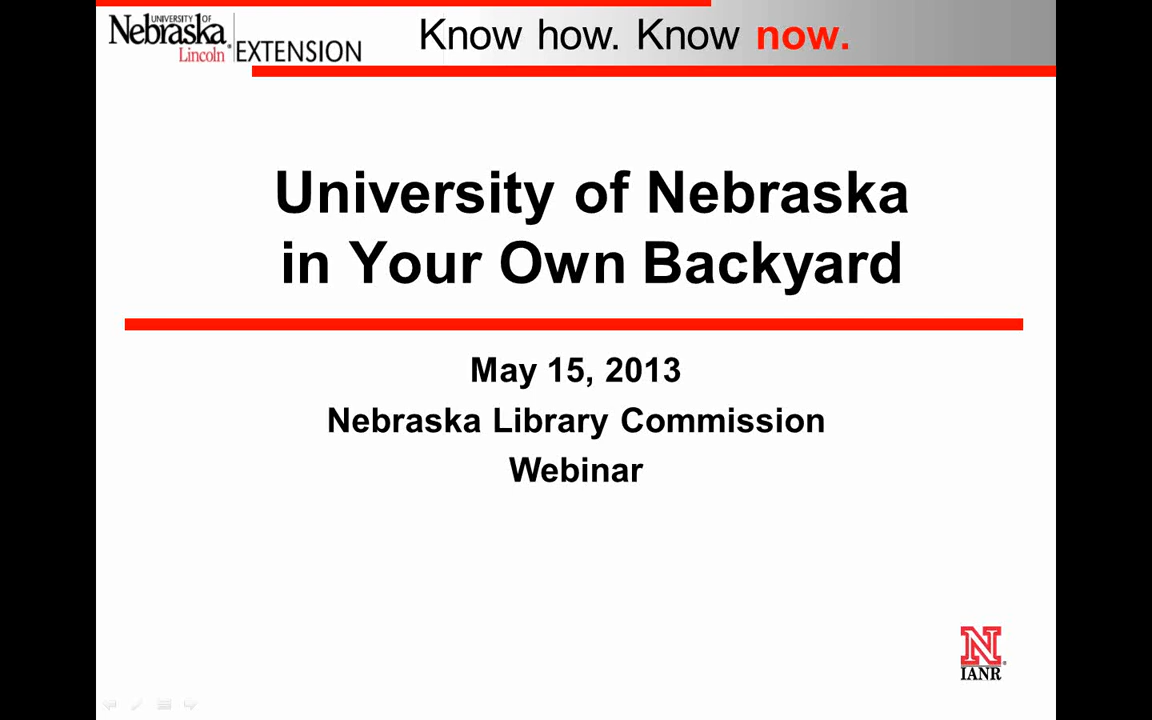 UNIVERSITY OF
Nebraska
Lincoln
EXTENSION
Know how. Know now.
University of Nebraska
in Your Own Backyard
May 15, 2013
Nebraska Library Commission
Webinar
N
IANR